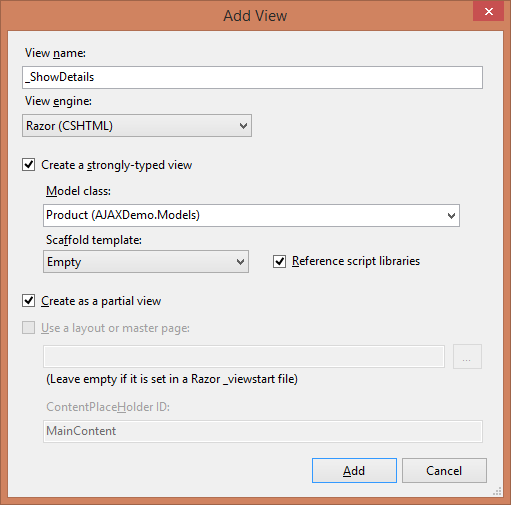 Add View
View name:
_ShowDetails
View engine:
Razor (CSHTML)
Create a strongly-typed view
Model class:
Product (AJAXDemo.Models)
Scaffold template:
Empty
Reference script libraries
Create as a partial view
Use a layout or master page:
...
(Leave empty if it is set in a Razor _viewstart file)
ContentPlaceHolder ID:
MainContent
Add
Cancel